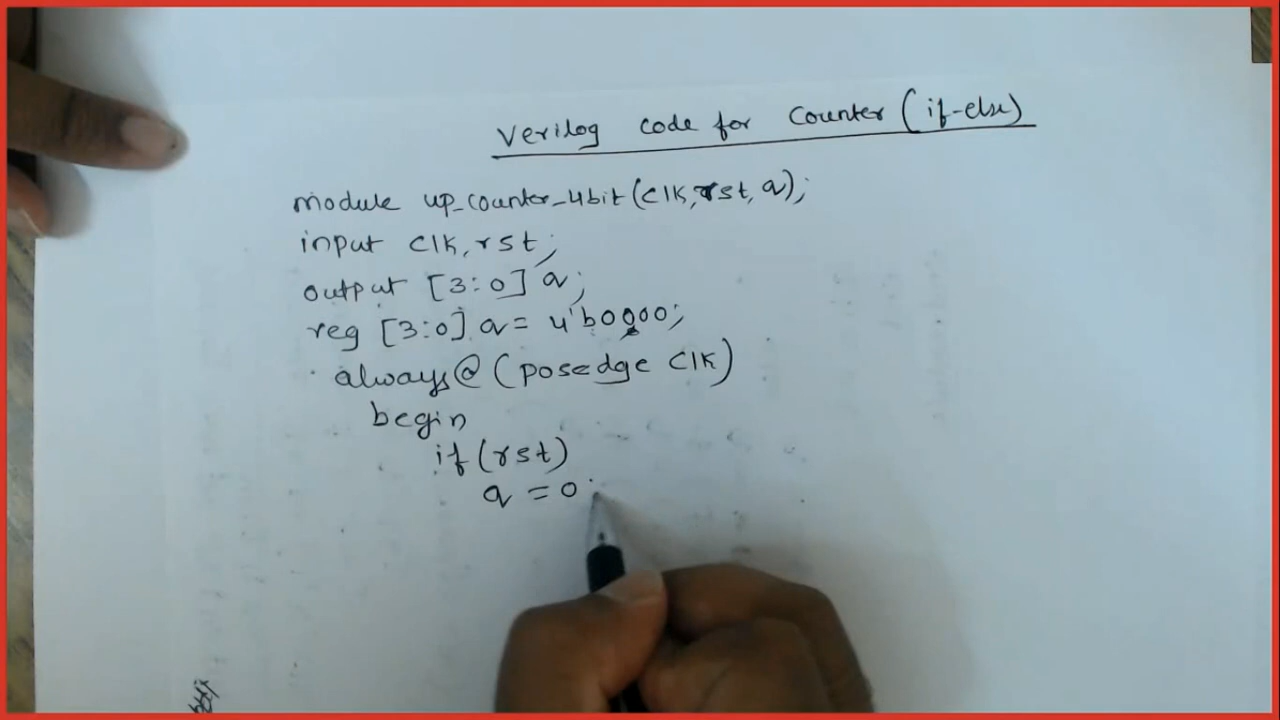 Verilog code for Counter (if-else)
module up_counter_4bit(clk,rst,q);
input clk,rst;
output [3:0] q;
reg [3:0] q= 4'b0000;
always@(posedge clk)
begin
if(rst)
q =0